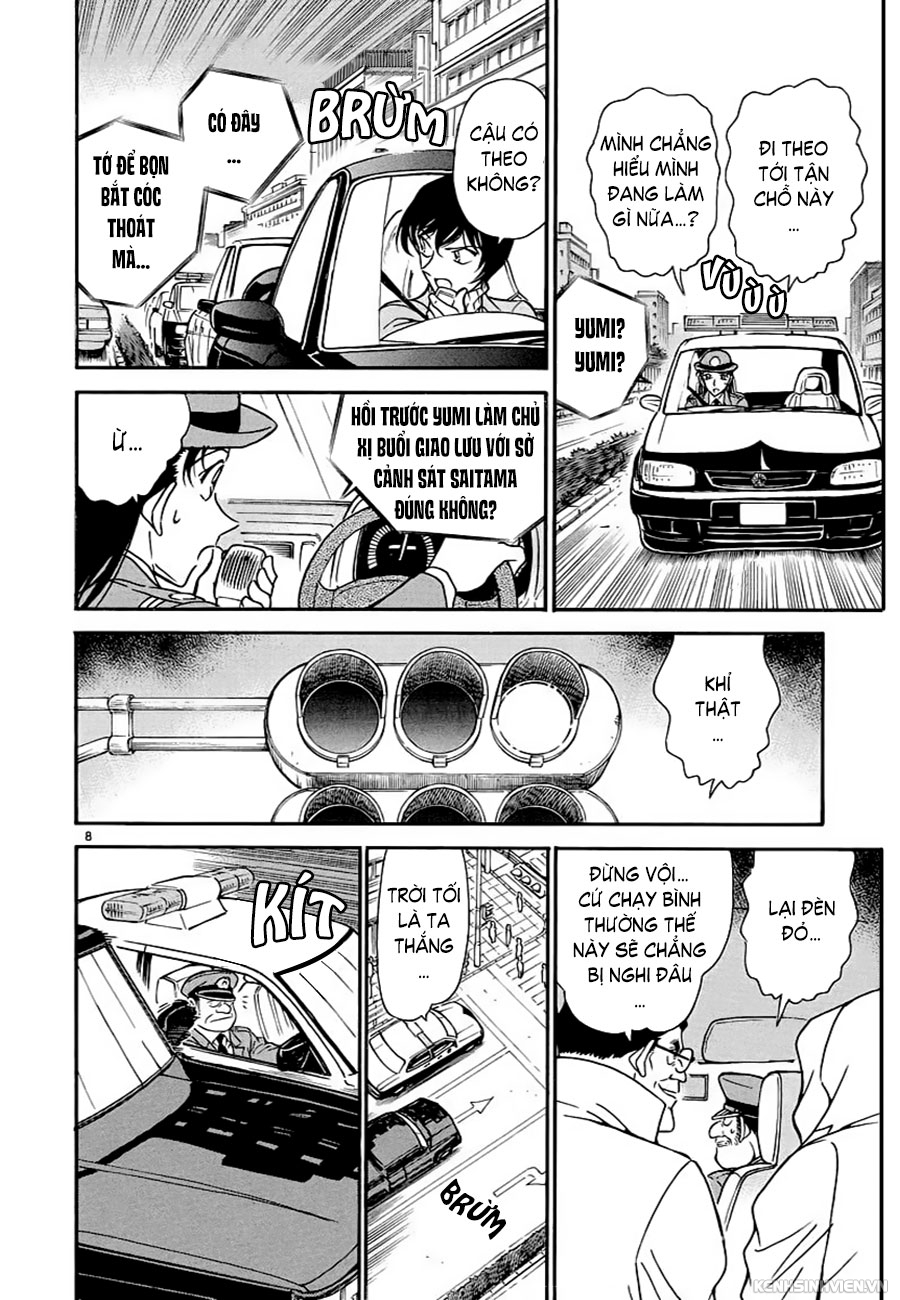 ĐI THEO
TỚI TẬN
CHỖ NÀY
...
MÌNH CHẲNG
HIỂU MÌNH
ĐANG LÀM
GÌ NỮA...?
VÙÙÙ
YUMI?
YUMI?
CẬU CÓ
THEO
KHÔNG?
BRỪM
CÓ ĐÂY
...
TỚ ĐỂ BỌN
BẮT CÓC
THOÁT
MÀ...
HỒI TRƯỚC YUMI LÀM CHỦ
XỊ BUỔI GIAO LƯU VỚI SỞ
CẢNH SÁT SAITAMA
ĐÚNG KHÔNG?
Ừ...
KHỈ
THẬT
...
8
LẠI ĐÈN
ĐỎ...
ĐỪNG VỘI...
CỨ CHẠY BÌNH
THƯỜNG THẾ
NÀY SẼ CHẲNG
BỊ NGHI ĐÂU
...
TRỜI TỐI
LÀ TA
THẮNG
...
BRỪM
KÍT
KENHSINHVIEN.VN